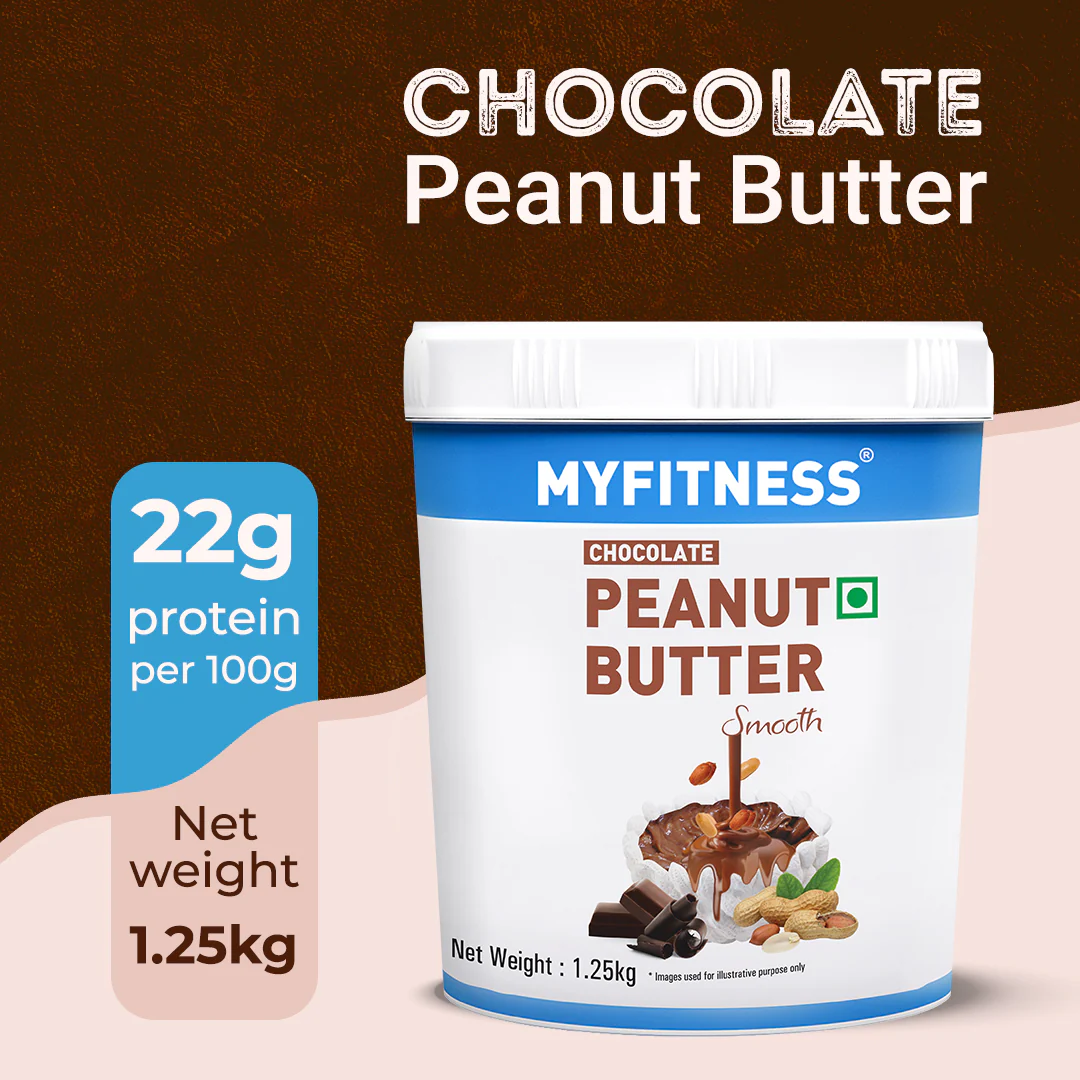 CHOCOLATE
Peanut Butter
MYFITNESS®
CHOCOLATE
PEANUT
BUTTER
Smooth
Net Weight : 1.25kg
* Images used for illustrative purpose only
22g
protein
per 100g
Net
weight
1.25kg